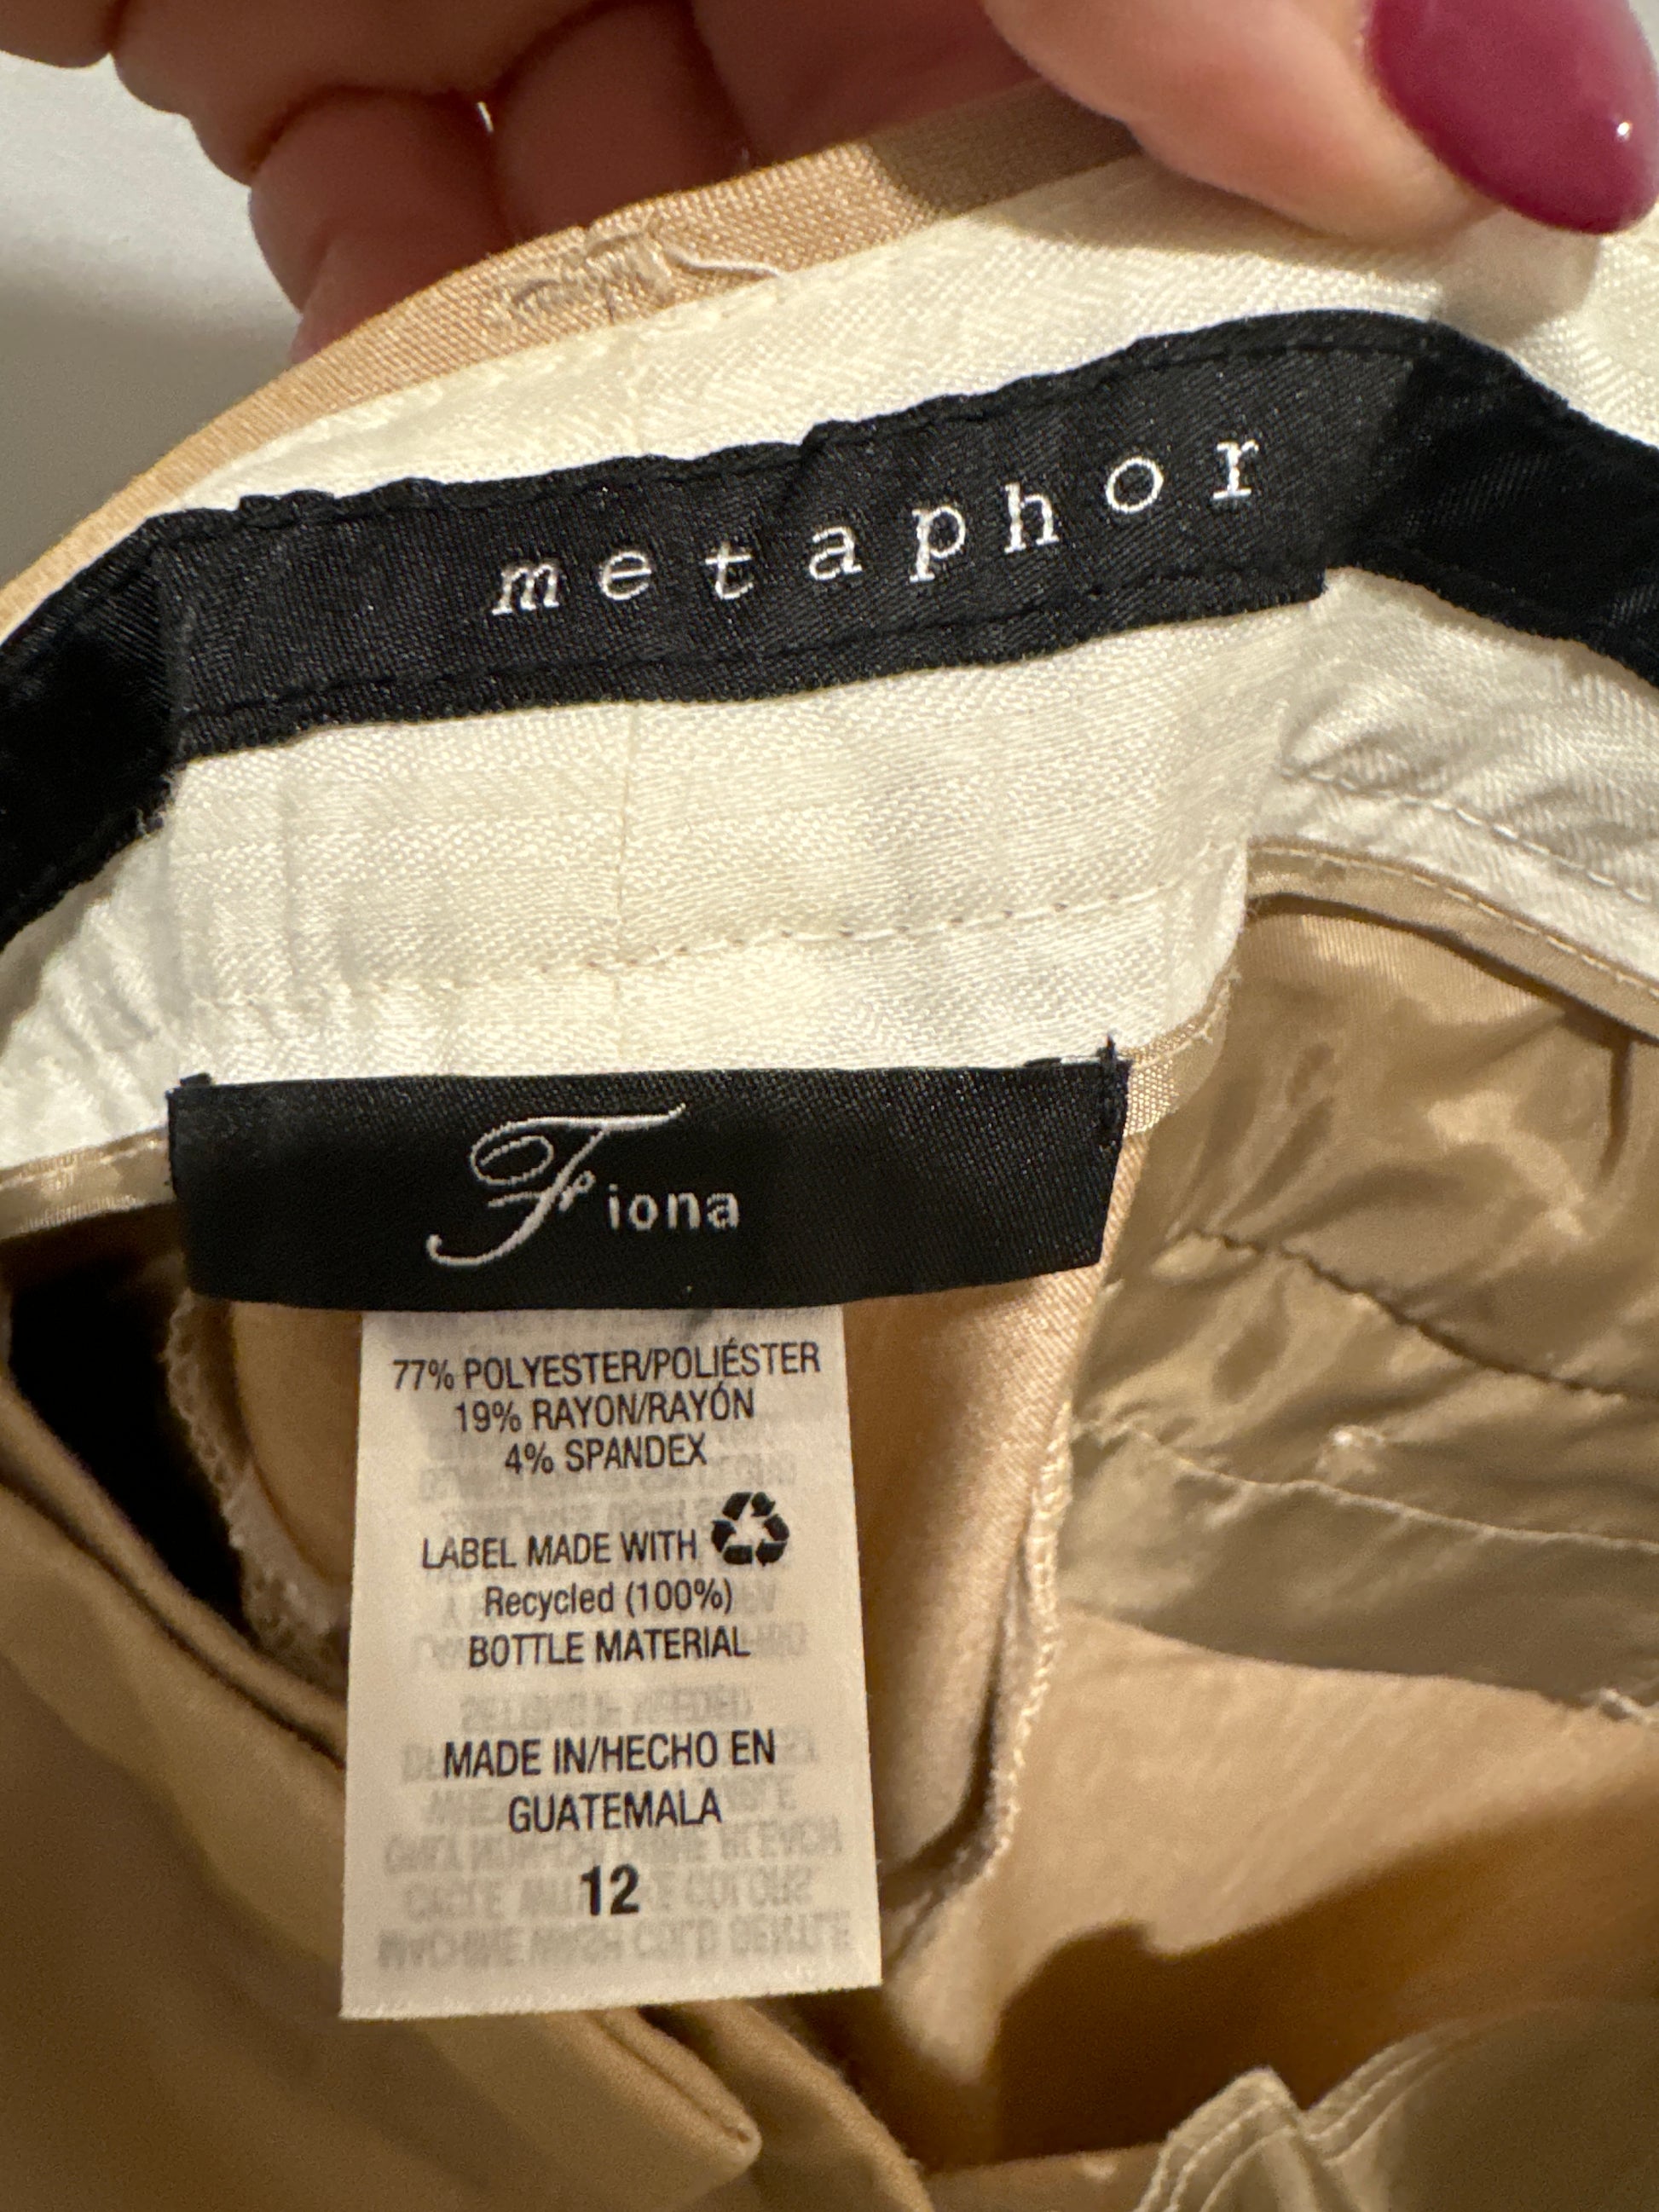 metaphor
Fiona
77% POLYESTER/POLIÉSTER
19% RAYON/RAYÓN
4% SPANDEX
LABEL MADE WITH
Recycled (100%)
BOTTLE MATERIAL
MADE IN/HECHO EN
GUATEMALA
12